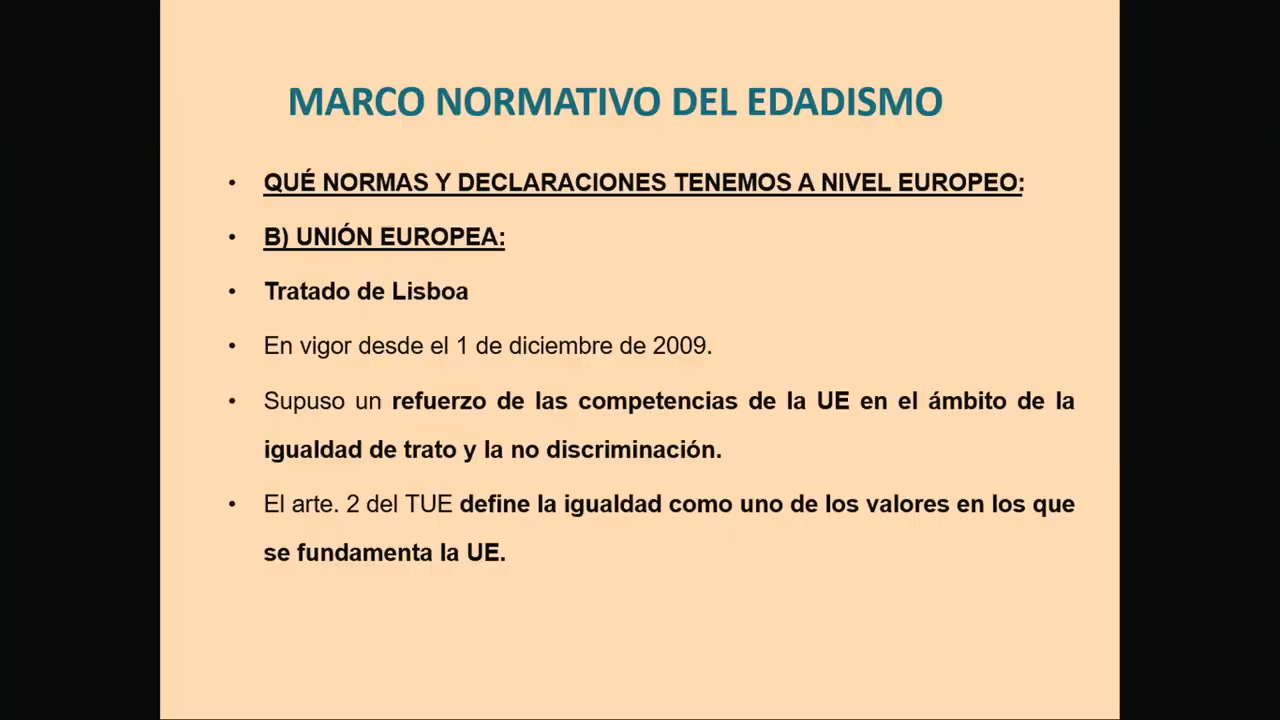 MARCO NORMATIVO DEL EDADISMO
• QUÉ NORMAS Y DECLARACIONES TENEMOS A NIVEL EUROPEO:
• B) UNIÓN EUROPEA:
• Tratado de Lisboa
• En vigor desde el 1 de diciembre de 2009.
• Supuso un refuerzo de las competencias de la UE en el ámbito de la
igualdad de trato y la no discriminación.
• El arte. 2 del TUE define la igualdad como uno de los valores en los que
se fundamenta la UE.